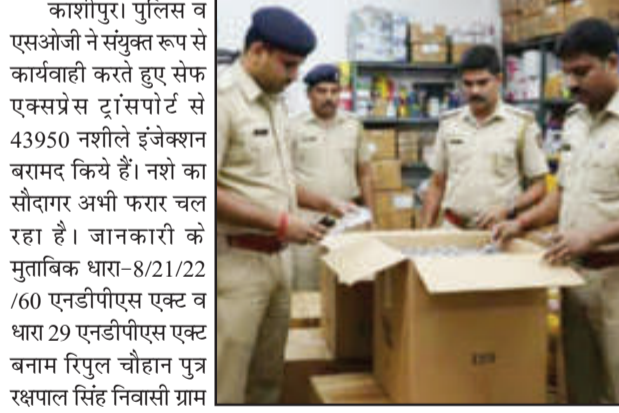 काशीपुर। पुलिस व
एसओजी ने संयुक्त रूप से
कार्यवाही करते हुए सेफ
एक्सप्रेस ट्रांसपोर्ट से
43950 नशीले इंजेक्शन
बरामद किये हैं। नशे का
सौदागर अभी फरार चल
रहा है। जानकारी के
मुताबिक धारा-8/21/22
/60 एनडीपीएस एक्ट व
धारा 29 एनडीपीएस एक्ट
बनाम रिपुल चौहान पुत्र
रक्षपाल सिंह निवासी ग्राम